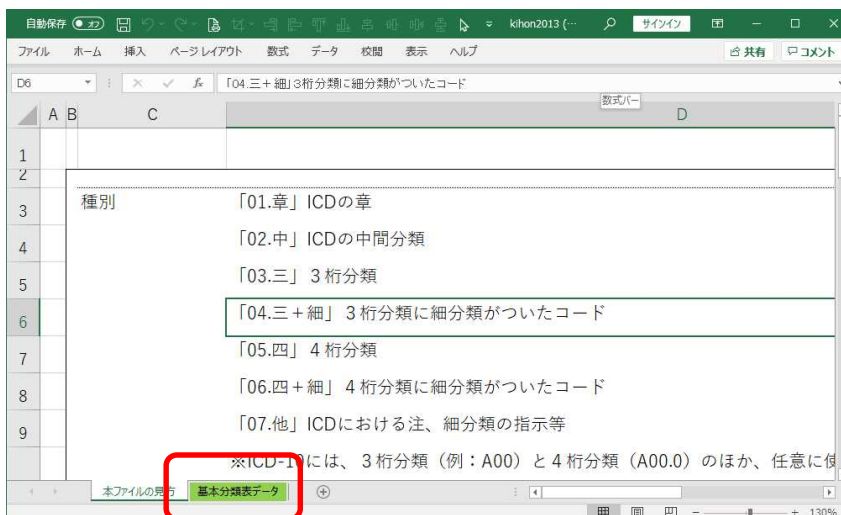 自動保存 オフ kihon2013 (… サインイン
ファイル ホーム 挿入 ページ レイアウト 数式 データ 校閲 表示 ヘルプ 共有 コメント
D6 fx 「04.三+細」3桁分類に細分類がついたコード
数式バー
A B C D
1
2
3 種別 「01.章」ICDの章
4 「02.中」ICDの中間分類
5 「03.三」3桁分類
6 「04.三+細」3桁分類に細分類がついたコード
7 「05.四」4桁分類
8 「06.四+細」4桁分類に細分類がついたコード
9 「07.他」ICDにおける注、細分類の指示等
※ICD-10には、3桁分類(例:A00)と4桁分類(A00.0)のほか、任意に使
本ファイルの見方 基本分類表データ
130%